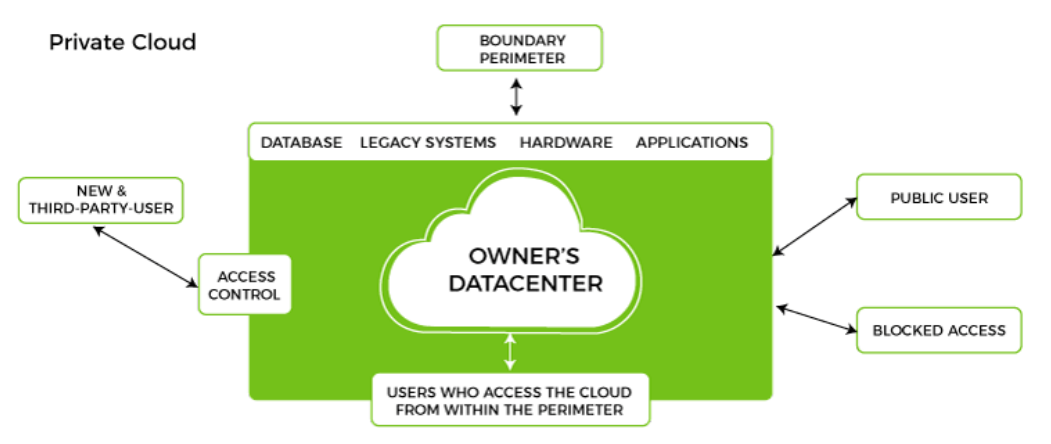 Private Cloud
BOUNDARY
PERIMETER
DATABASE LEGACY SYSTEMS HARDWARE APPLICATIONS
NEW &
THIRD-PARTY-USER
PUBLIC USER
OWNER'S
DATACENTER
ACCESS
CONTROL
BLOCKED ACCESS
USERS WHO ACCESS THE CLOUD
FROM WITHIN THE PERIMETER